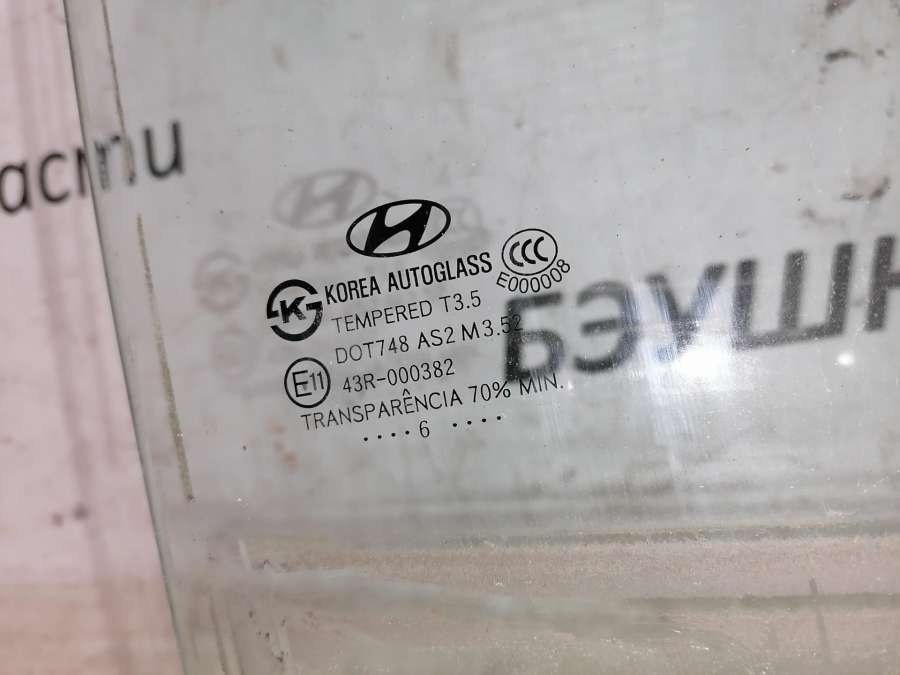 асти
CCC
E000008
KOREA AUTOGLASS
TEMPERED T3.5
DOT748 AS2 M3.52
E11 43R-000382
TRANSPARÊNCIA 70% MIN.
.... 6 ....
БЭУШН